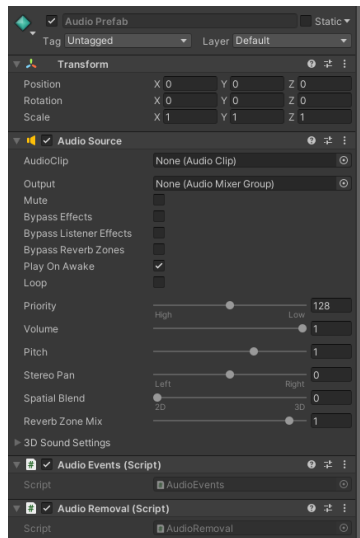 Audio Prefab Static
Tag Untagged Layer Default
Transform
Position X 0 Y 0 Z 0
Rotation X 0 Y 0 Z 0
Scale X 1 Y 1 Z 1
Audio Source
AudioClip None (Audio Clip)
Output None (Audio Mixer Group)
Mute
Bypass Effects
Bypass Listener Effects
Bypass Reverb Zones
Play On Awake
Loop
Priority 128
High Low
Volume 1
Pitch 1
Stereo Pan 0
Left Right
Spatial Blend 0
2D 3D
Reverb Zone Mix 1
3D Sound Settings
# Audio Events (Script)
Script # AudioEvents
# Audio Removal (Script)
Script # AudioRemoval